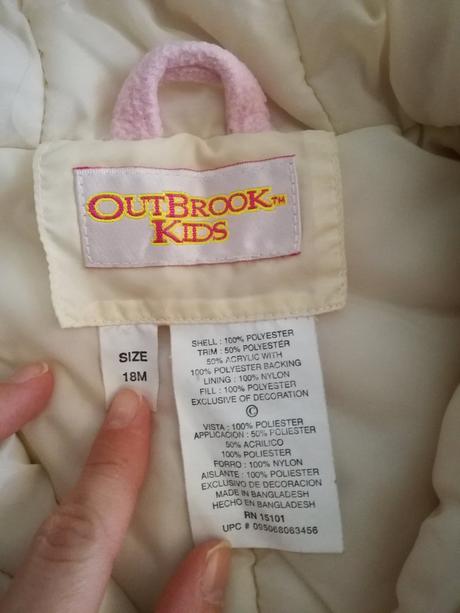 OUTBROOK™
KIDS
SIZE
18M
SHELL : 100% POLYESTER
TRIM : 50% POLYESTER
50% ACRYLIC WITH
100% POLYESTER BACKING
LINING : 100% NYLON
FILL : 100% POLYESTER
EXCLUSIVE OF DECORATION
©
VISTA : 100% POLIESTER
APPLICACION : 50% POLIESTER
50% ACRILICO
100% POLIESTER
FORRO : 100% NYLON
AISLANTE : 100% POLIESTER
EXCLUSIVO DE DECORACION
MADE IN BANGLADESH
HECHO EN BANGLADESH
RN 15101
UPC # 095068063456